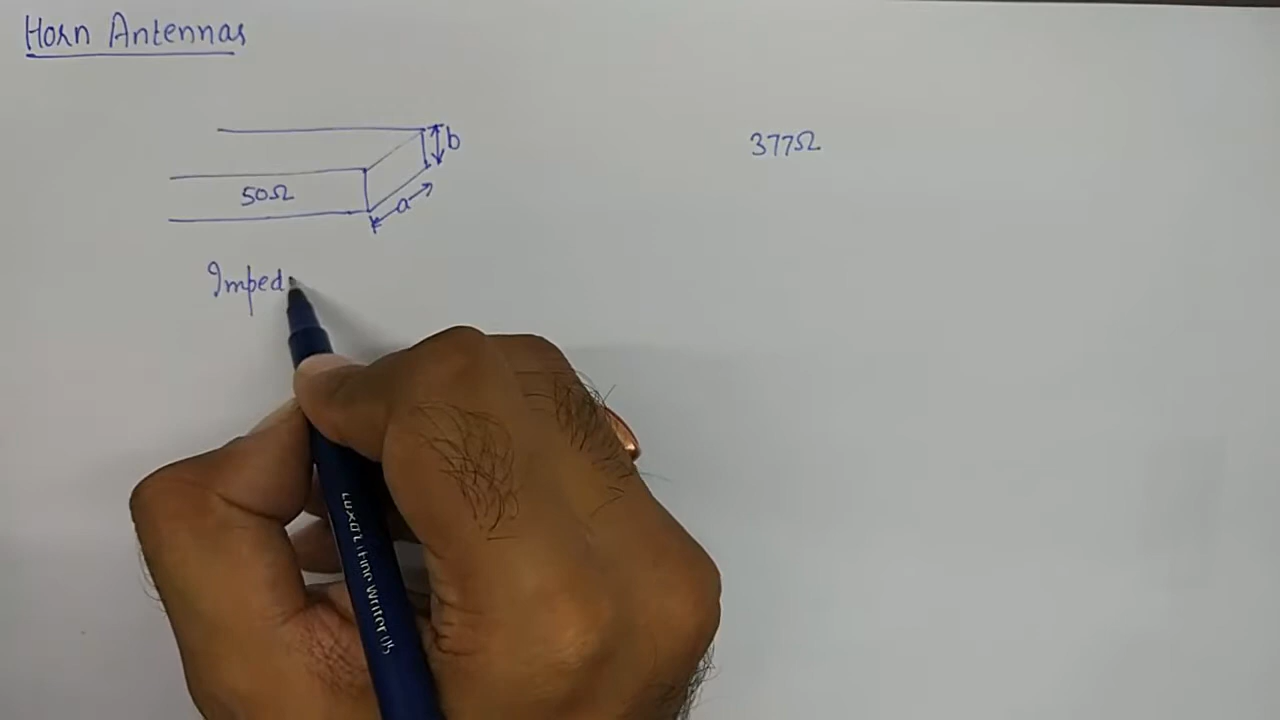 Horn Antennas
b
377Ω
50Ω
a
Imped
LUXOR
Fine Writer 05